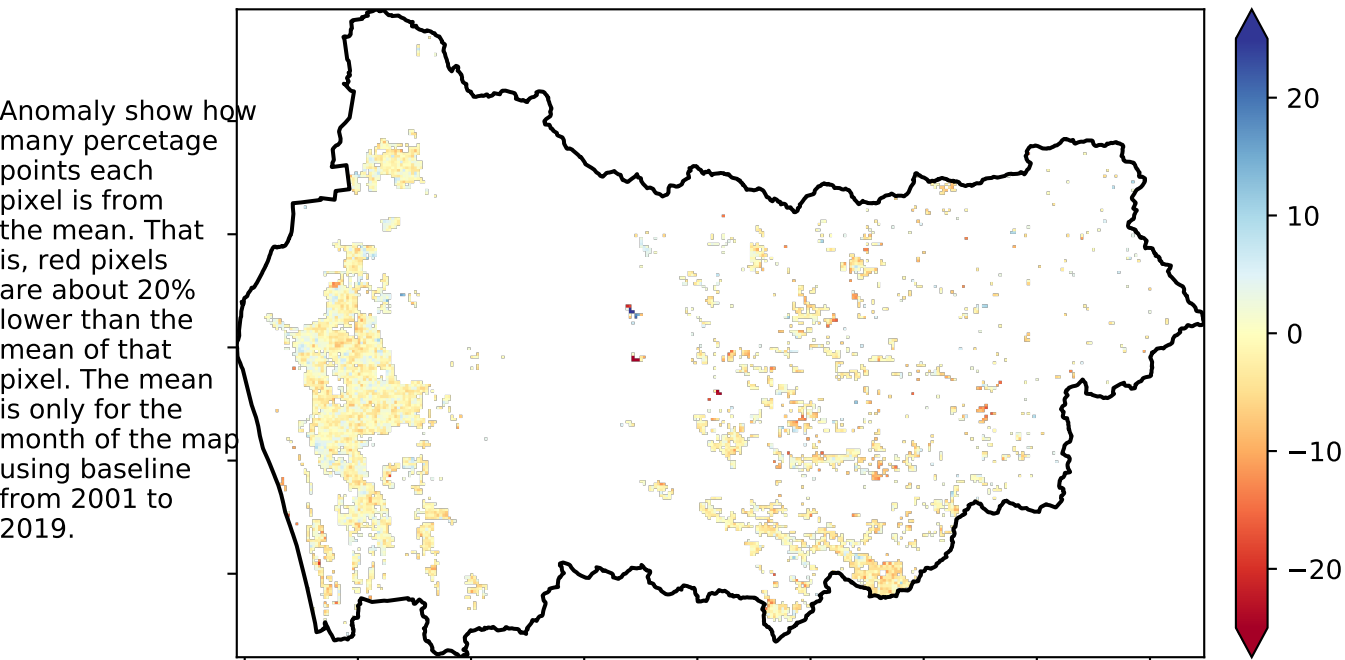 Anomaly show how
many percetage
points each
pixel is from
the mean. That
is, red pixels
are about 20%
lower than the
mean of that
pixel. The mean
is only for the
month of the map
using baseline
from 2001 to
2019.
20
10
0
−10
−20